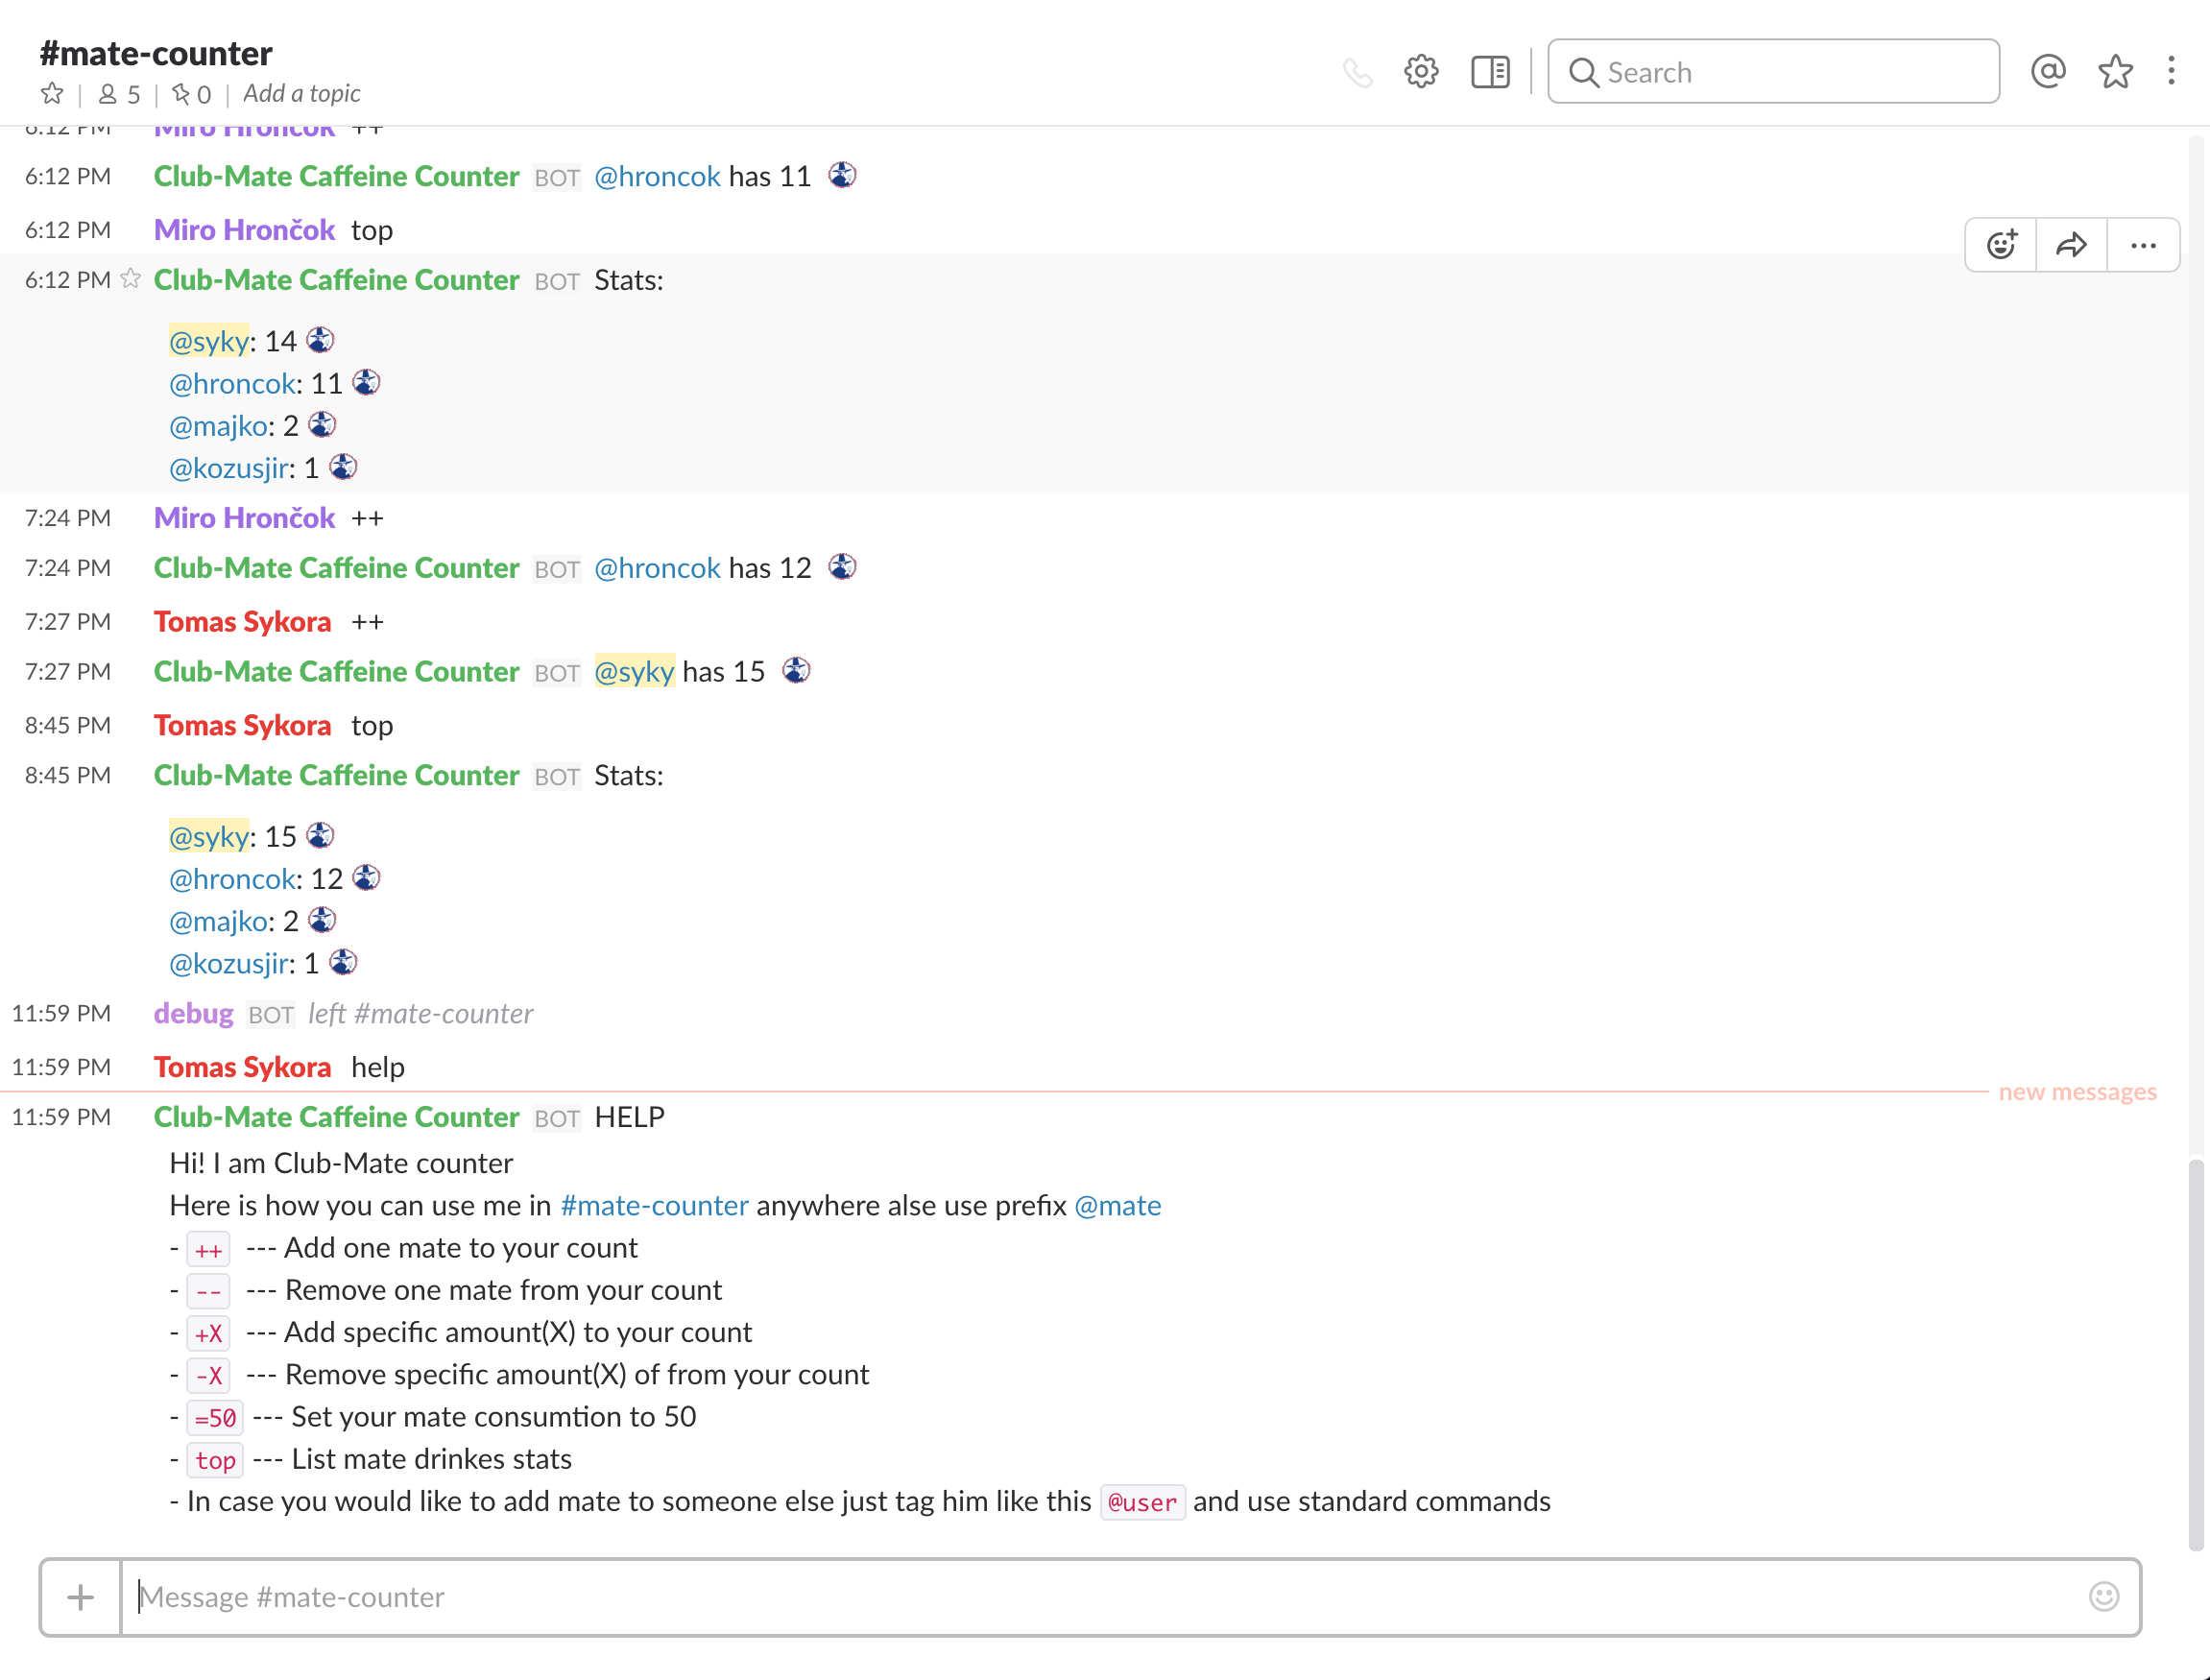 #mate-counter
5 | 0 | Add a topic
Search
6:12 PM Miro Hrončok ++
6:12 PM Club-Mate Caffeine Counter BOT @hroncok has 11
6:12 PM Miro Hrončok top
6:12 PM Club-Mate Caffeine Counter BOT Stats:
@syky: 14
@hroncok: 11
@majko: 2
@kozusjir: 1
7:24 PM Miro Hrončok ++
7:24 PM Club-Mate Caffeine Counter BOT @hroncok has 12
7:27 PM Tomas Sykora ++
7:27 PM Club-Mate Caffeine Counter BOT @syky has 15
8:45 PM Tomas Sykora top
8:45 PM Club-Mate Caffeine Counter BOT Stats:
@syky: 15
@hroncok: 12
@majko: 2
@kozusjir: 1
11:59 PM debug BOT left #mate-counter
11:59 PM Tomas Sykora help
new messages
11:59 PM Club-Mate Caffeine Counter BOT HELP
Hi! I am Club-Mate counter
Here is how you can use me in #mate-counter anywhere alse use prefix @mate
- ++ --- Add one mate to your count
- -- --- Remove one mate from your count
- +X --- Add specific amount(X) to your count
- -X --- Remove specific amount(X) of from your count
- =50 --- Set your mate consumtion to 50
- top --- List mate drinkes stats
- In case you would like to add mate to someone else just tag him like this @user and use standard commands
Message #mate-counter